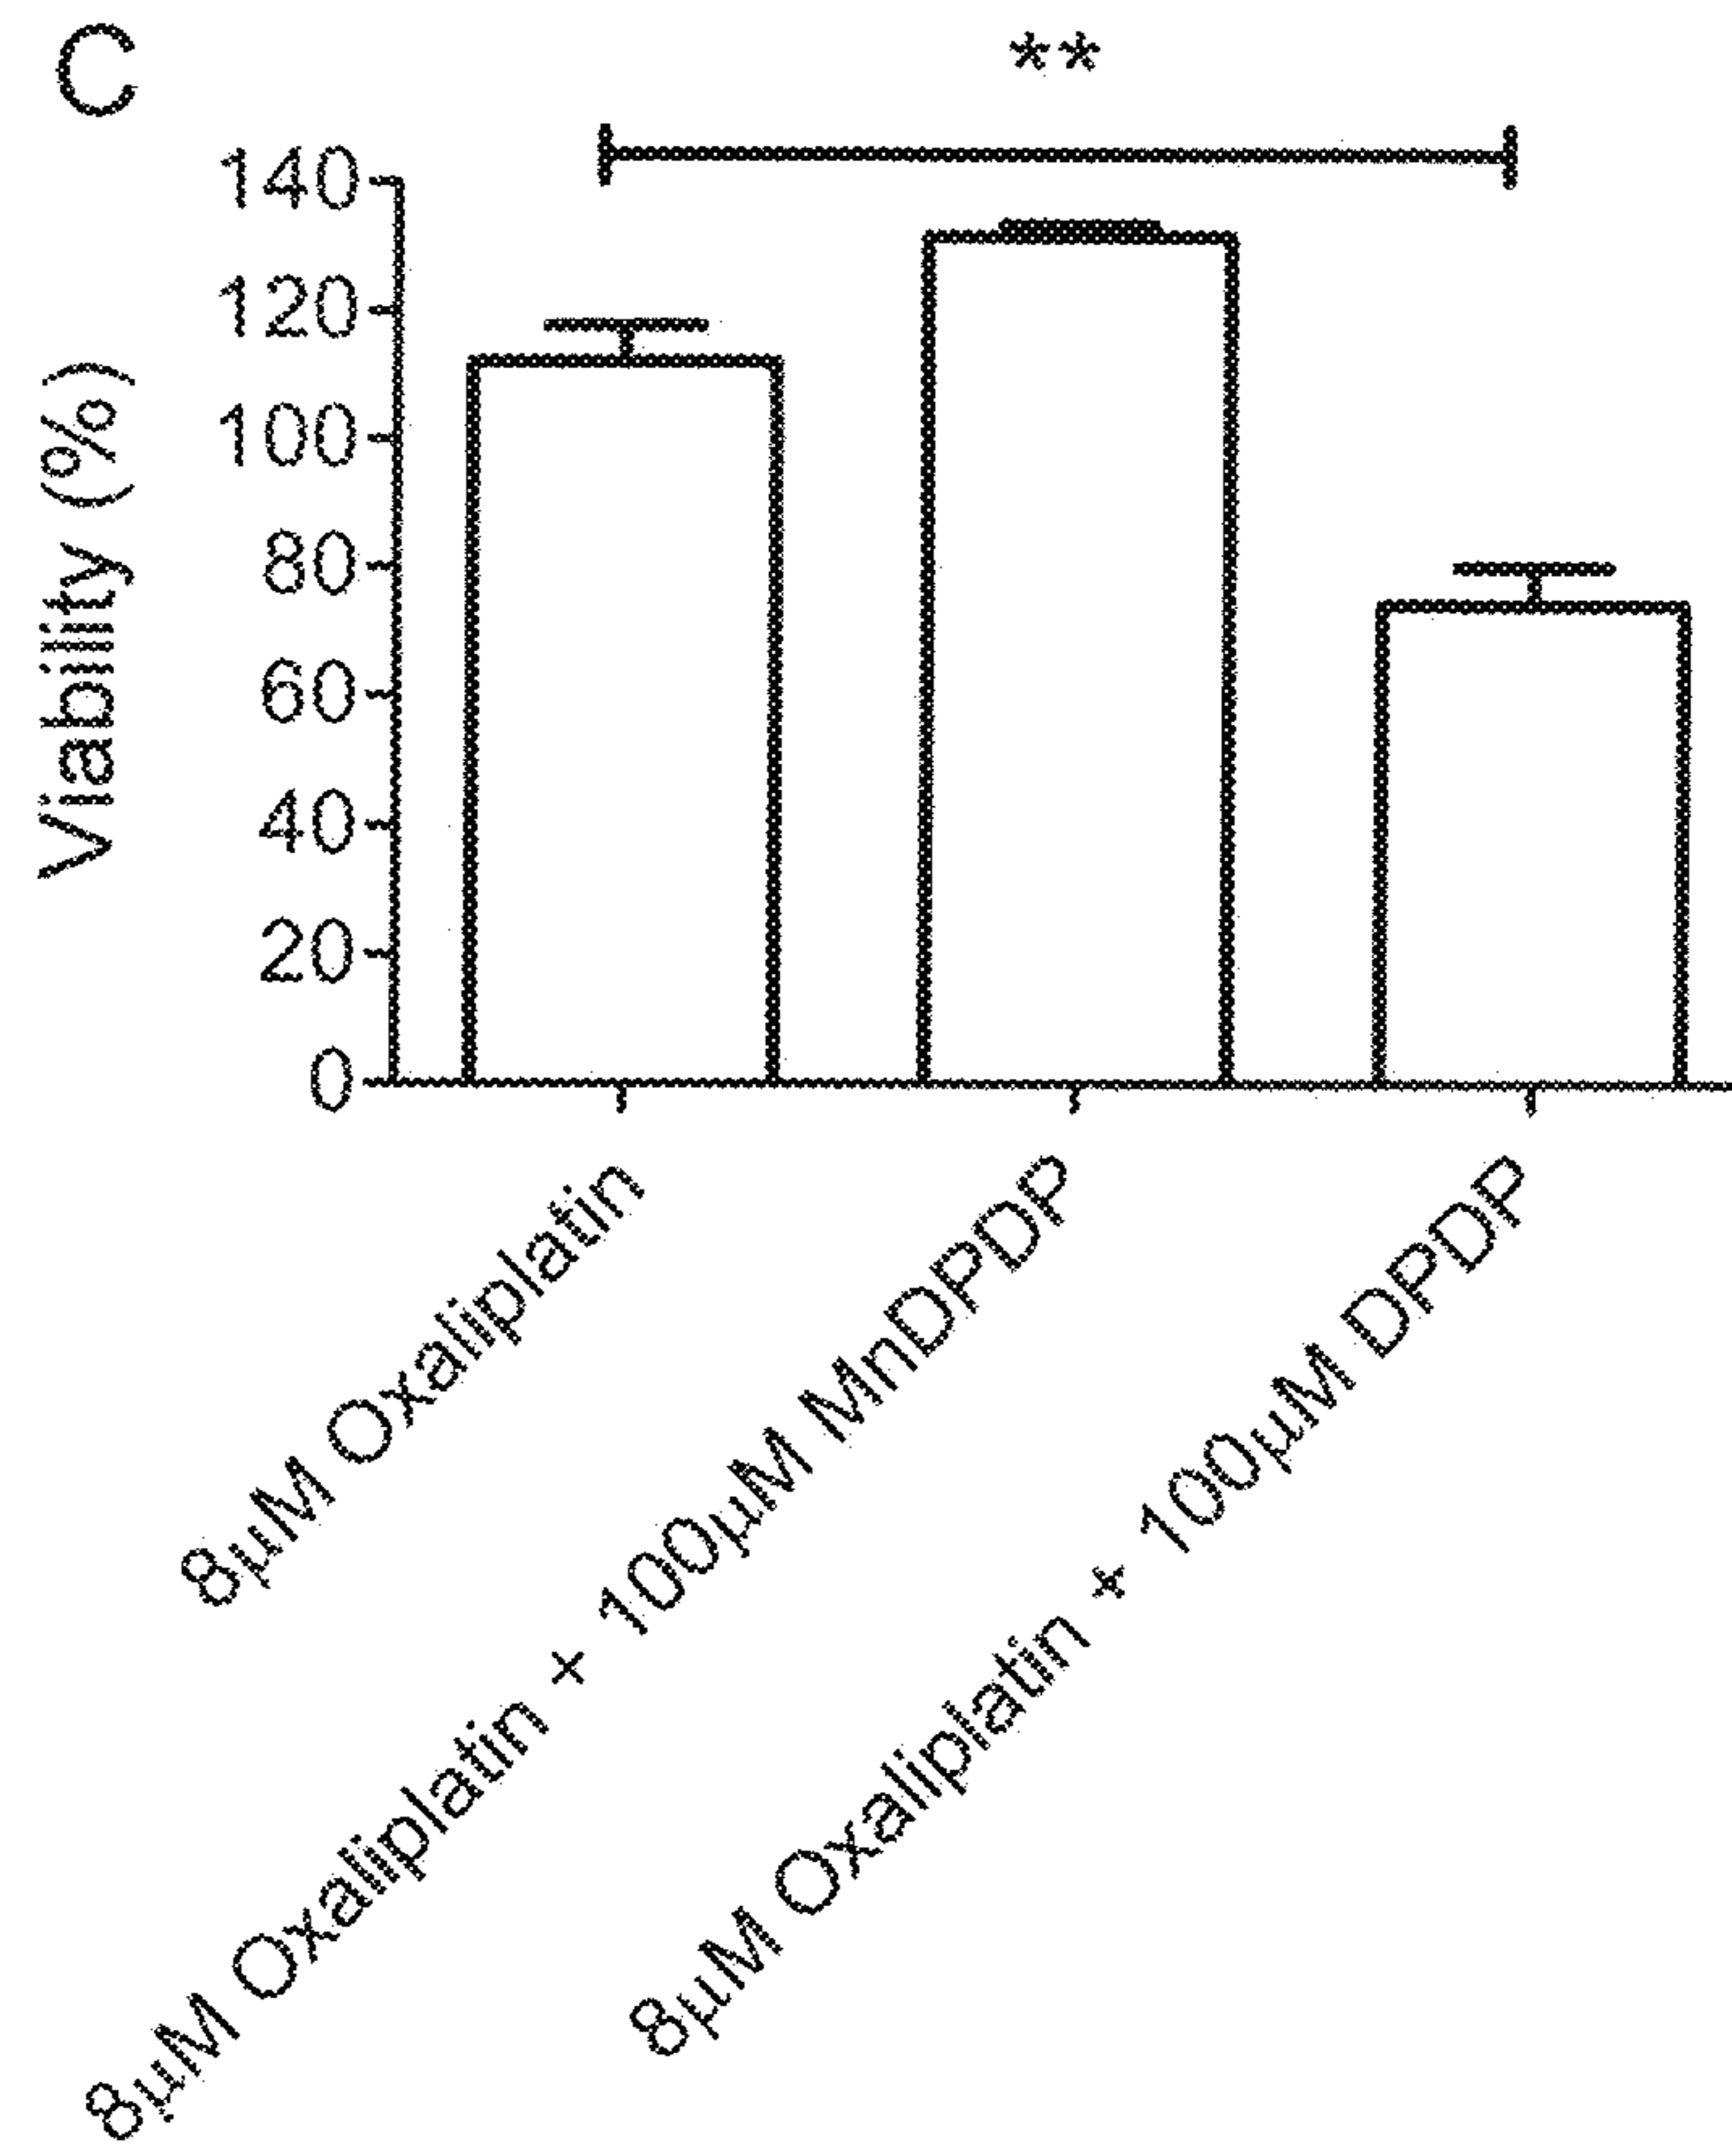 C
**
Viability (%)
140
120
100
80
60
40
20
0
8µM Oxaliplatin
8µM Oxaliplatin + 100µM MnDPDP
8µM Oxaliplatin + 100µM DPDP